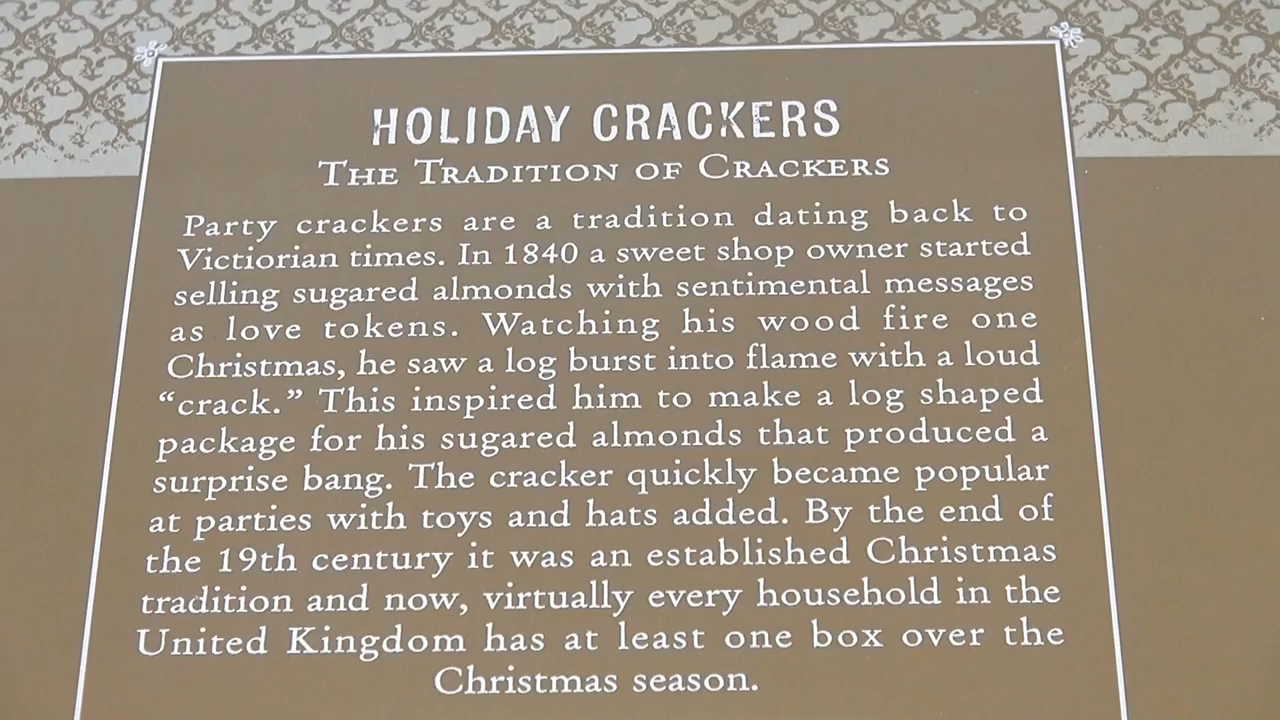 HOLIDAY CRACKERS
THE TRADITION OF CRACKERS
Party crackers are a tradition dating back to
Victiorian times. In 1840 a sweet shop owner started
selling sugared almonds with sentimental messages
as love tokens. Watching his wood fire one
Christmas, he saw a log burst into flame with a loud
“crack.” This inspired him to make a log shaped
package for his sugared almonds that produced a
surprise bang. The cracker quickly became popular
at parties with toys and hats added. By the end of
the 19th century it was an established Christmas
tradition and now, virtually every household in the
United Kingdom has at least one box over the
Christmas season.